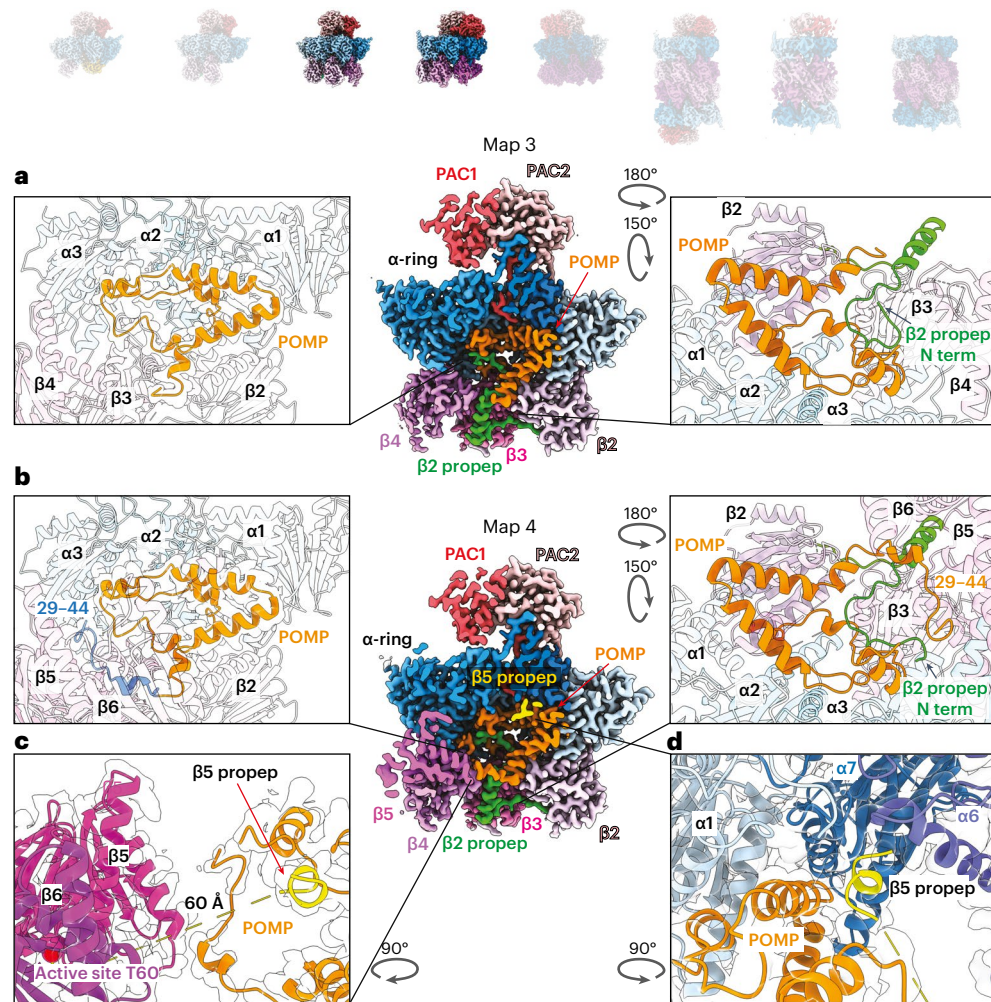 Map 3
a
PAC1
PAC2
180°
150°
α3
α2
α1
POMP
β4
β3
β2
α-ring
POMP
β4
β2 propep
β3
β2
β2
POMP
β3
β2 propep
N term
α1
α2
α3
β4
b
Map 4
PAC1
PAC2
180°
150°
α3
α2
α1
29–44
POMP
β5
β6
β2
α-ring
β5 propep
POMP
β5
β4
β2 propep
β3
β2
β2
β6
β5
POMP
29–44
β3
α1
α2
α3
β2 propep
N term
c
β5 propep
β5
β6
60 Å
POMP
Active site T60
90°
90°
d
α7
α1
α6
β5 propep
POMP